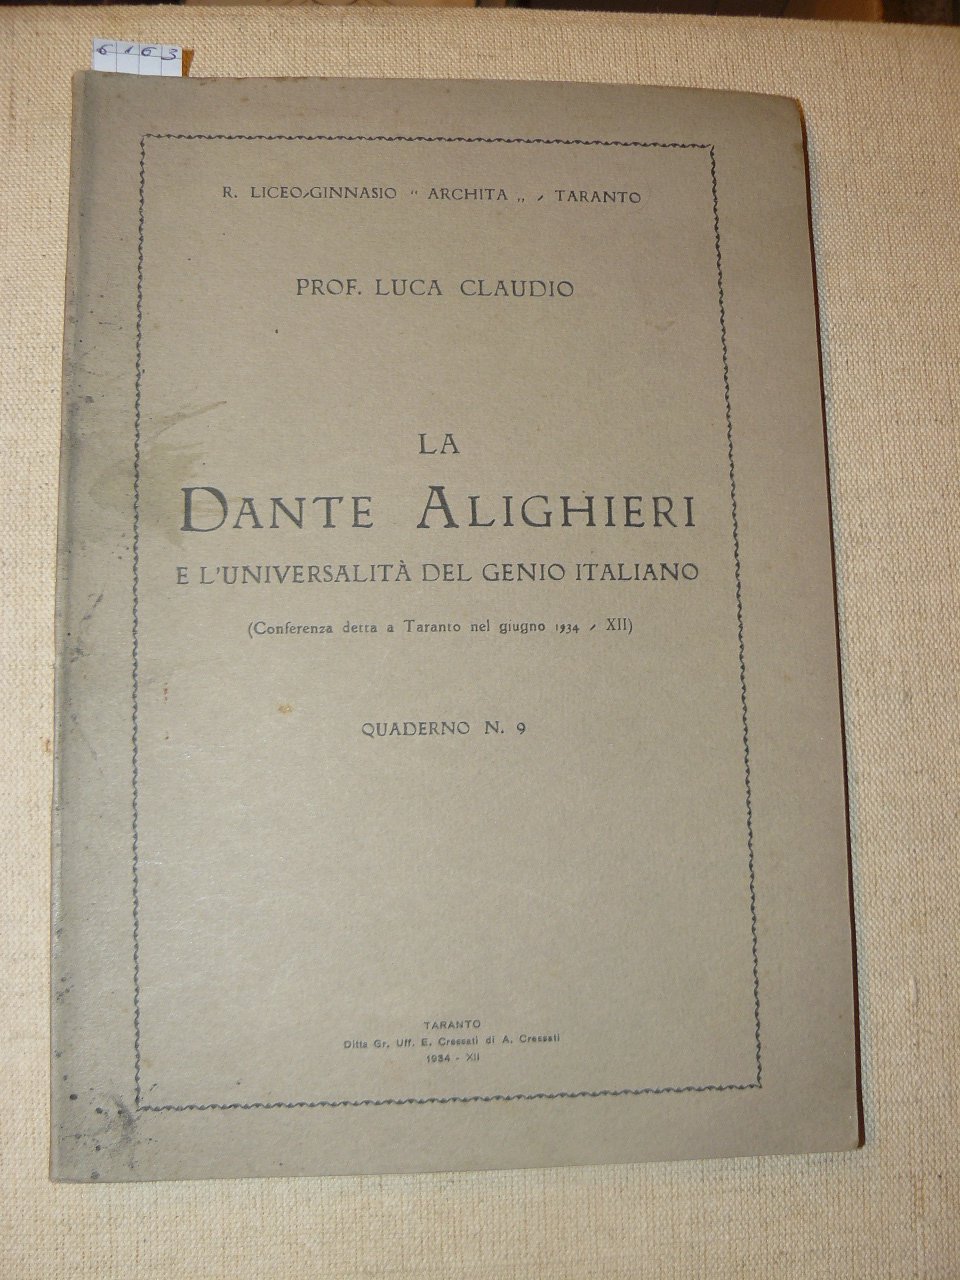 6163
R. LICEO-GINNASIO " ARCHITA „ - TARANTO
PROF. LUCA CLAUDIO
LA
DANTE ALIGHIERI
E L'UNIVERSALITÀ DEL GENIO ITALIANO
(Conferenza detta a Taranto nel giugno 1934 - XII)
QUADERNO N. 9
TARANTO
Ditta Gr. Uff. E. Cressati di A. Cressati
1934 - XII